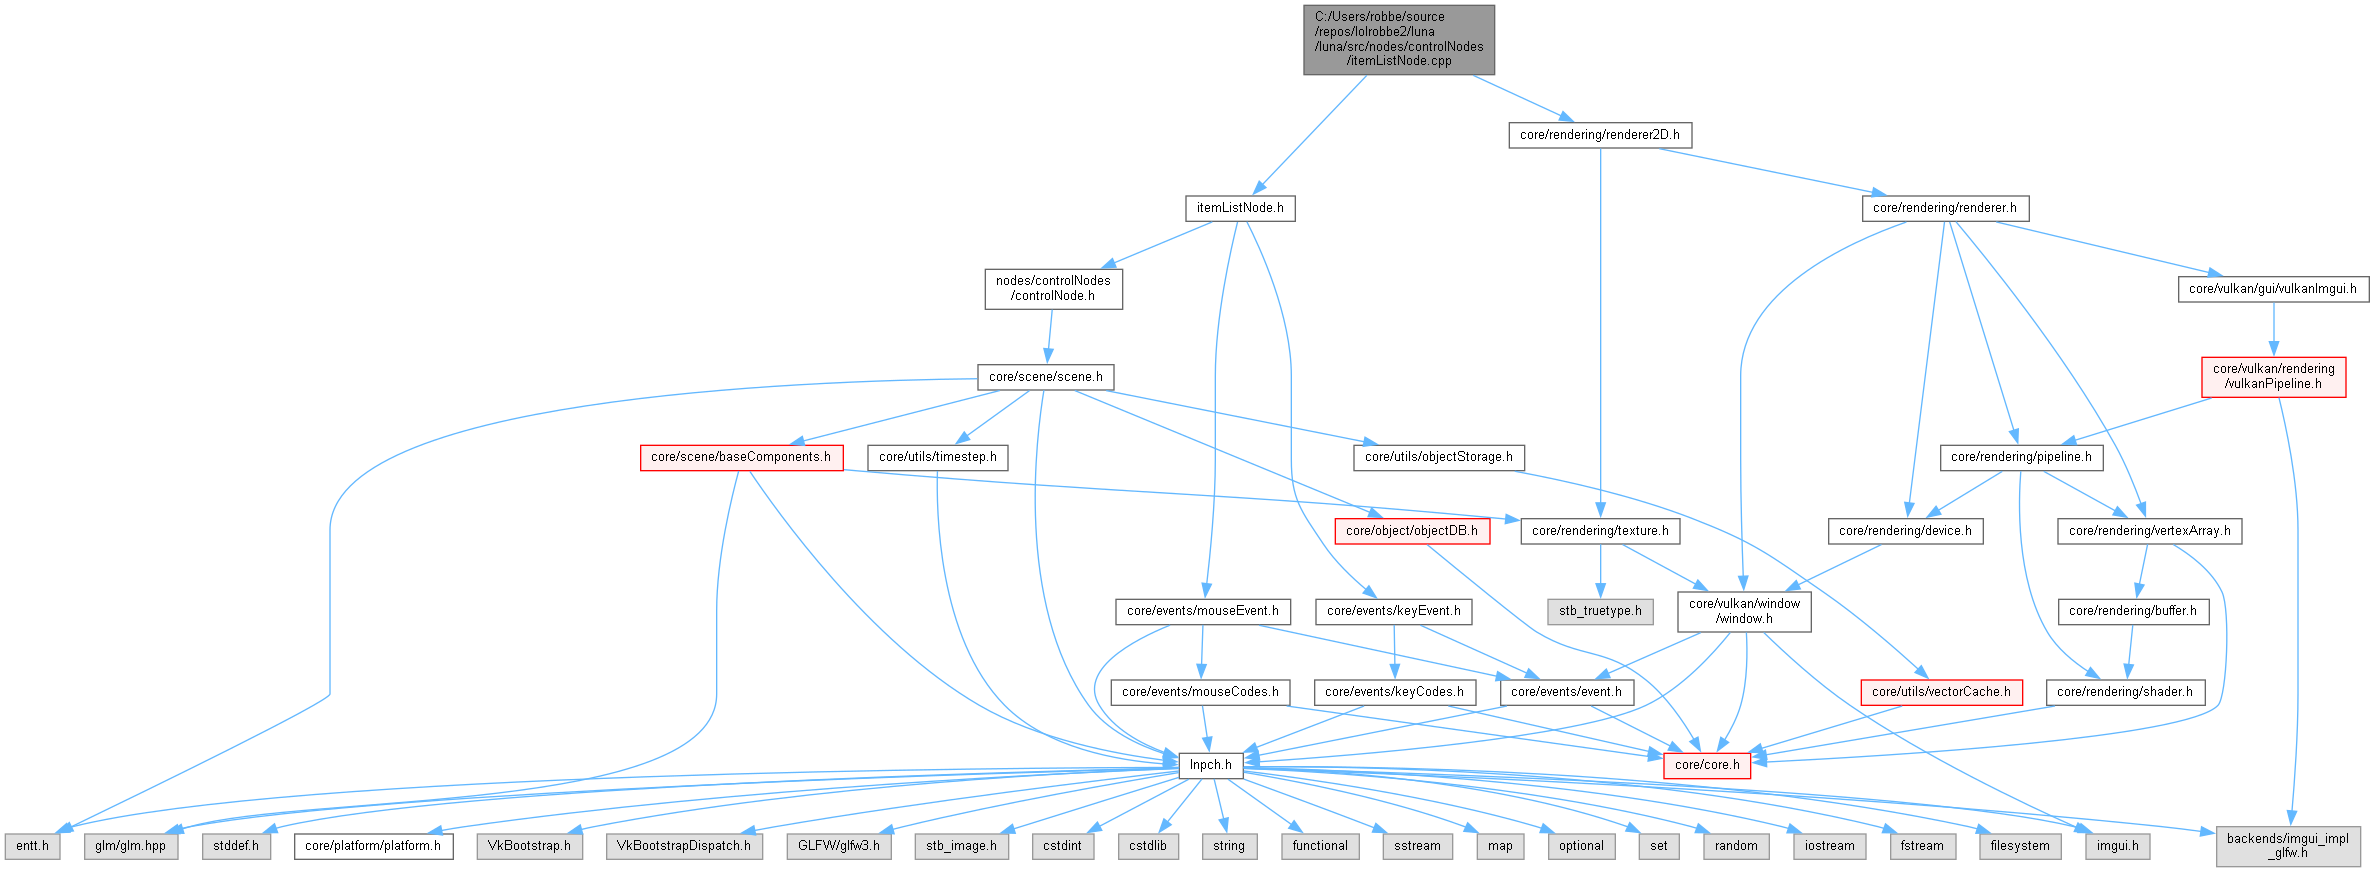 C:/Users/robbe/source
/repos/lolrobbe2/luna
/luna/src/nodes/controlNodes
/itemListNode.cpp
core/rendering/renderer2D.h
itemListNode.h
core/rendering/renderer.h
nodes/controlNodes
/controlNode.h
core/vulkan/gui/vulkanImgui.h
core/scene/scene.h
core/vulkan/rendering
/vulkanPipeline.h
core/scene/baseComponents.h
core/utils/timestep.h
core/utils/objectStorage.h
core/rendering/pipeline.h
core/object/objectDB.h
core/rendering/texture.h
core/rendering/device.h
core/rendering/vertexArray.h
core/events/mouseEvent.h
core/events/keyEvent.h
stb_truetype.h
core/vulkan/window
/window.h
core/rendering/buffer.h
core/events/mouseCodes.h
core/events/keyCodes.h
core/events/event.h
core/utils/vectorCache.h
core/rendering/shader.h
lnpch.h
core/core.h
entt.h
glm/glm.hpp
stddef.h
core/platform/platform.h
VkBootstrap.h
VkBootstrapDispatch.h
GLFW/glfw3.h
stb_image.h
cstdint
cstdlib
string
functional
sstream
map
optional
set
random
iostream
fstream
filesystem
imgui.h
backends/imgui_impl
_glfw.h